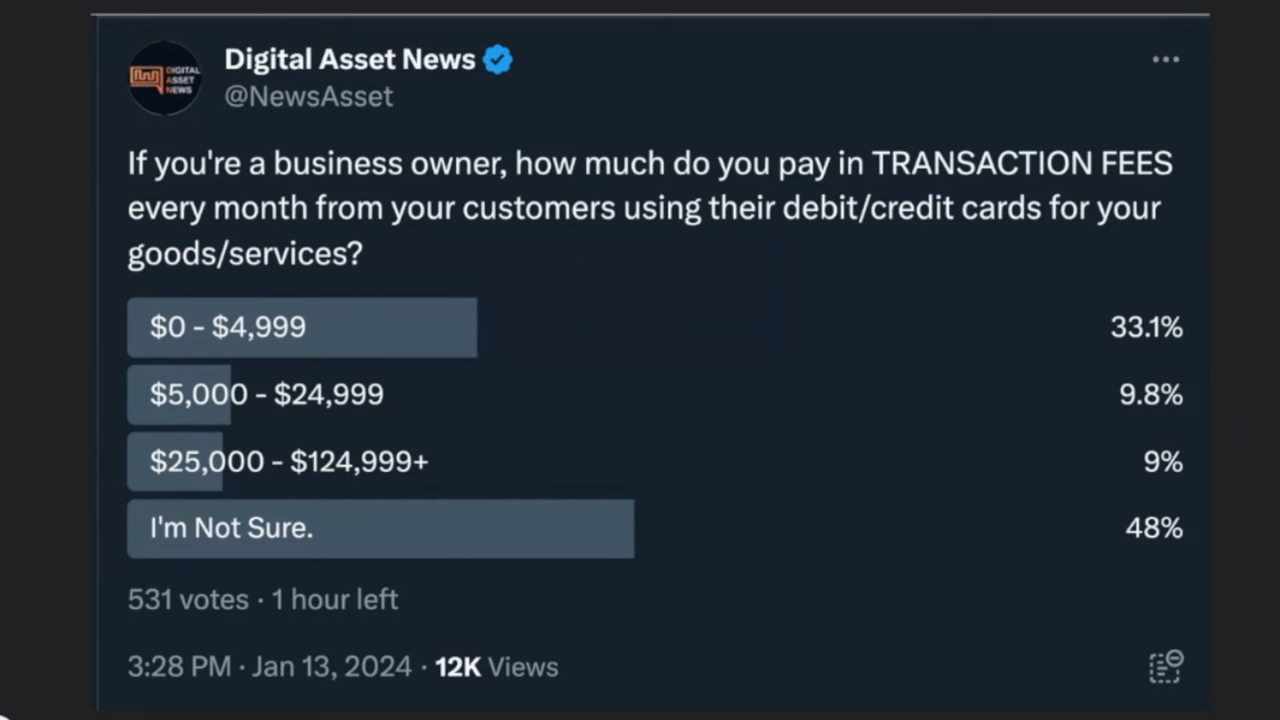 Digital Asset News
@NewsAsset
DIGITAL
ASSET
NEWS
If you're a business owner, how much do you pay in TRANSACTION FEES
every month from your customers using their debit/credit cards for your
goods/services?
$0 - $4,999 33.1%
$5,000 - $24,999 9.8%
$25,000 - $124,999+ 9%
I'm Not Sure. 48%
531 votes · 1 hour left
3:28 PM · Jan 13, 2024 · 12K Views